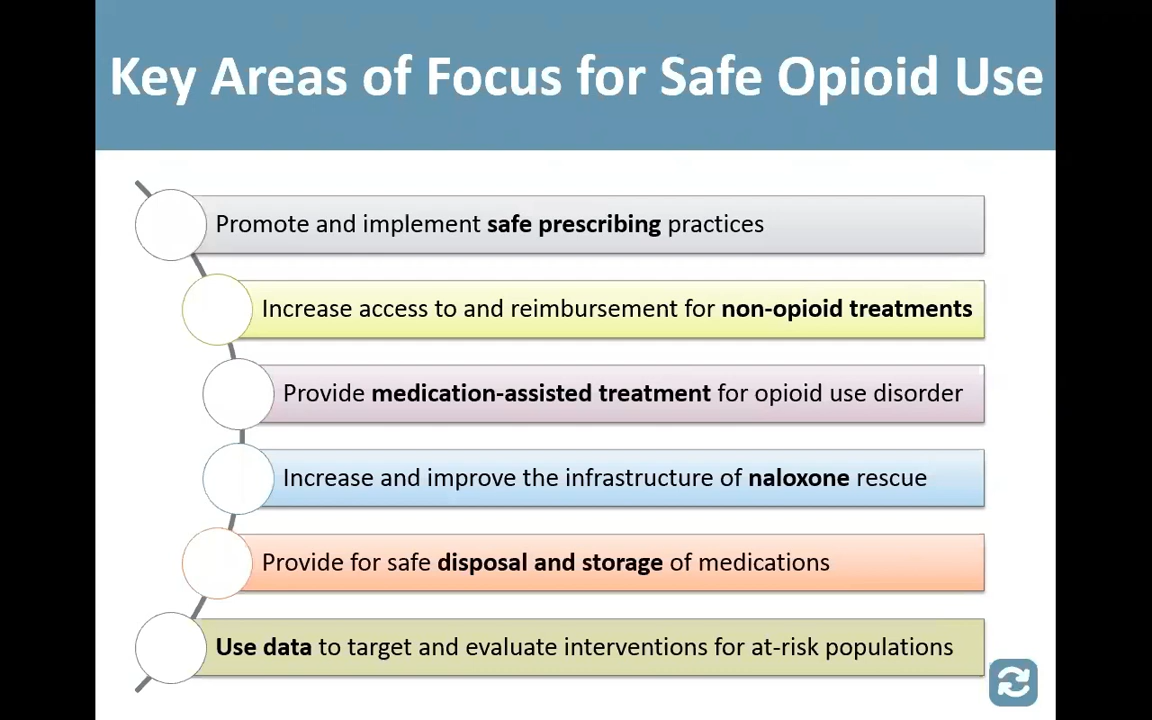 Key Areas of Focus for Safe Opioid Use
Promote and implement safe prescribing practices
Increase access to and reimbursement for non-opioid treatments
Provide medication-assisted treatment for opioid use disorder
Increase and improve the infrastructure of naloxone rescue
Provide for safe disposal and storage of medications
Use data to target and evaluate interventions for at-risk populations